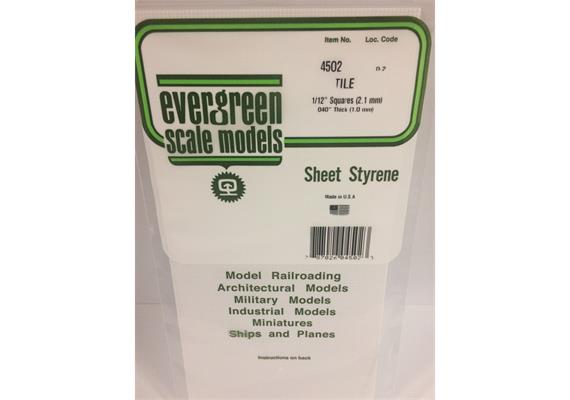 Item No. Loc. Code
4502 D-2
TILE
1/12" Squares (2.1 mm)
.040" Thick (1.0 mm)
evergreen
scale models
Sheet Styrene
Made in U.S.A
Model Railroading
Architectural Models
Military Models
Industrial Models
Miniatures
Ships and Planes
Instructions on back